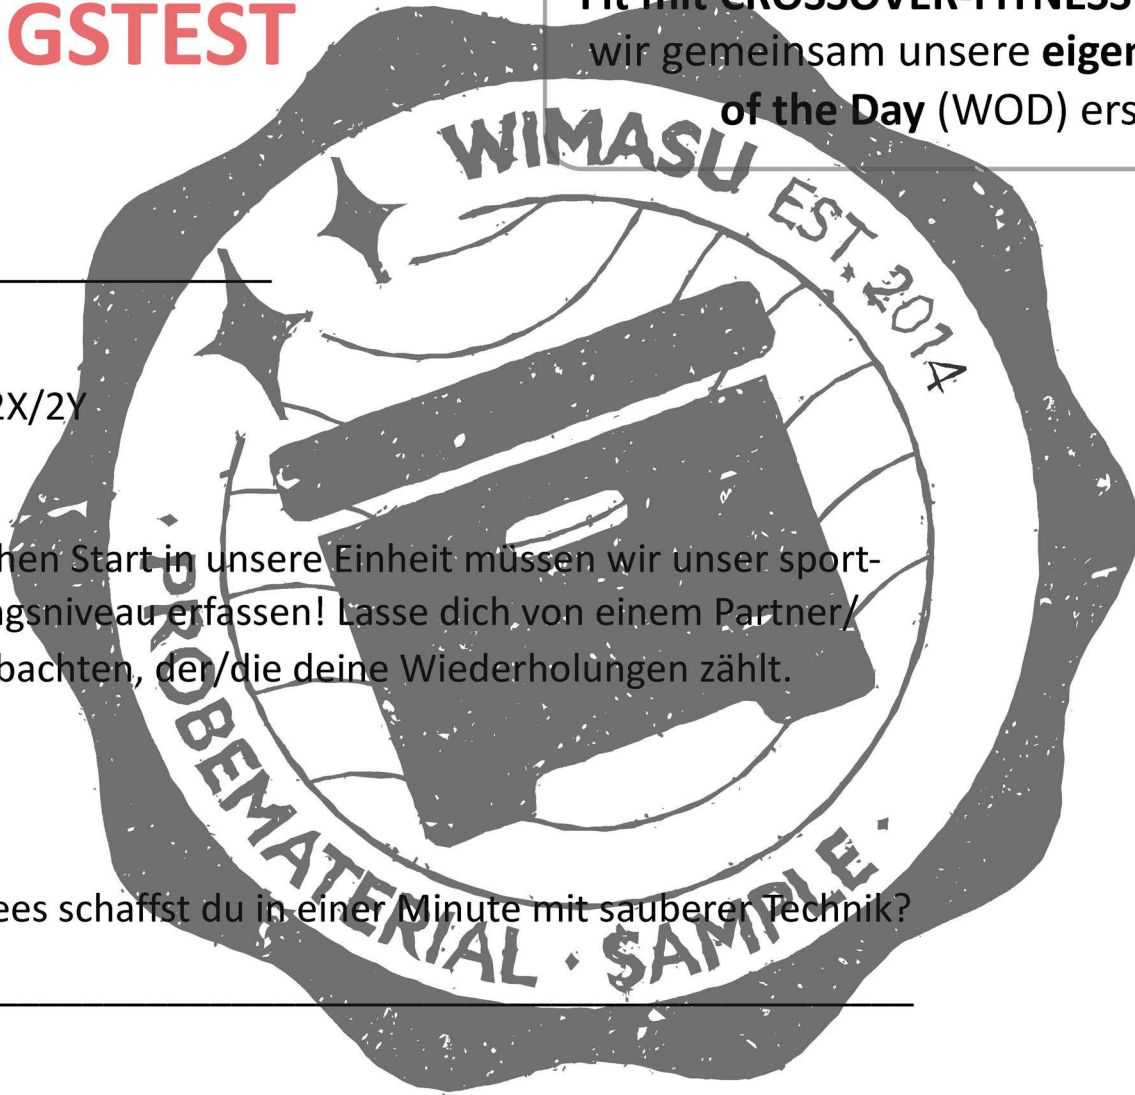 GSTEST
Fit mit CROSSOVER-FITNESS
wir gemeinsam unsere eiger
of the Day (WOD) ers
WIMASU EST. 2014
2X/2Y
hen Start in unsere Einheit müssen wir unser sport-
ngsniveau erfassen! Lasse dich von einem Partner/
bachten, der/die deine Wiederholungen zählt.
ees schaffst du in einer Minute mit sauberer Technik?
· PROBEMATERIAL · SAMPLE ·